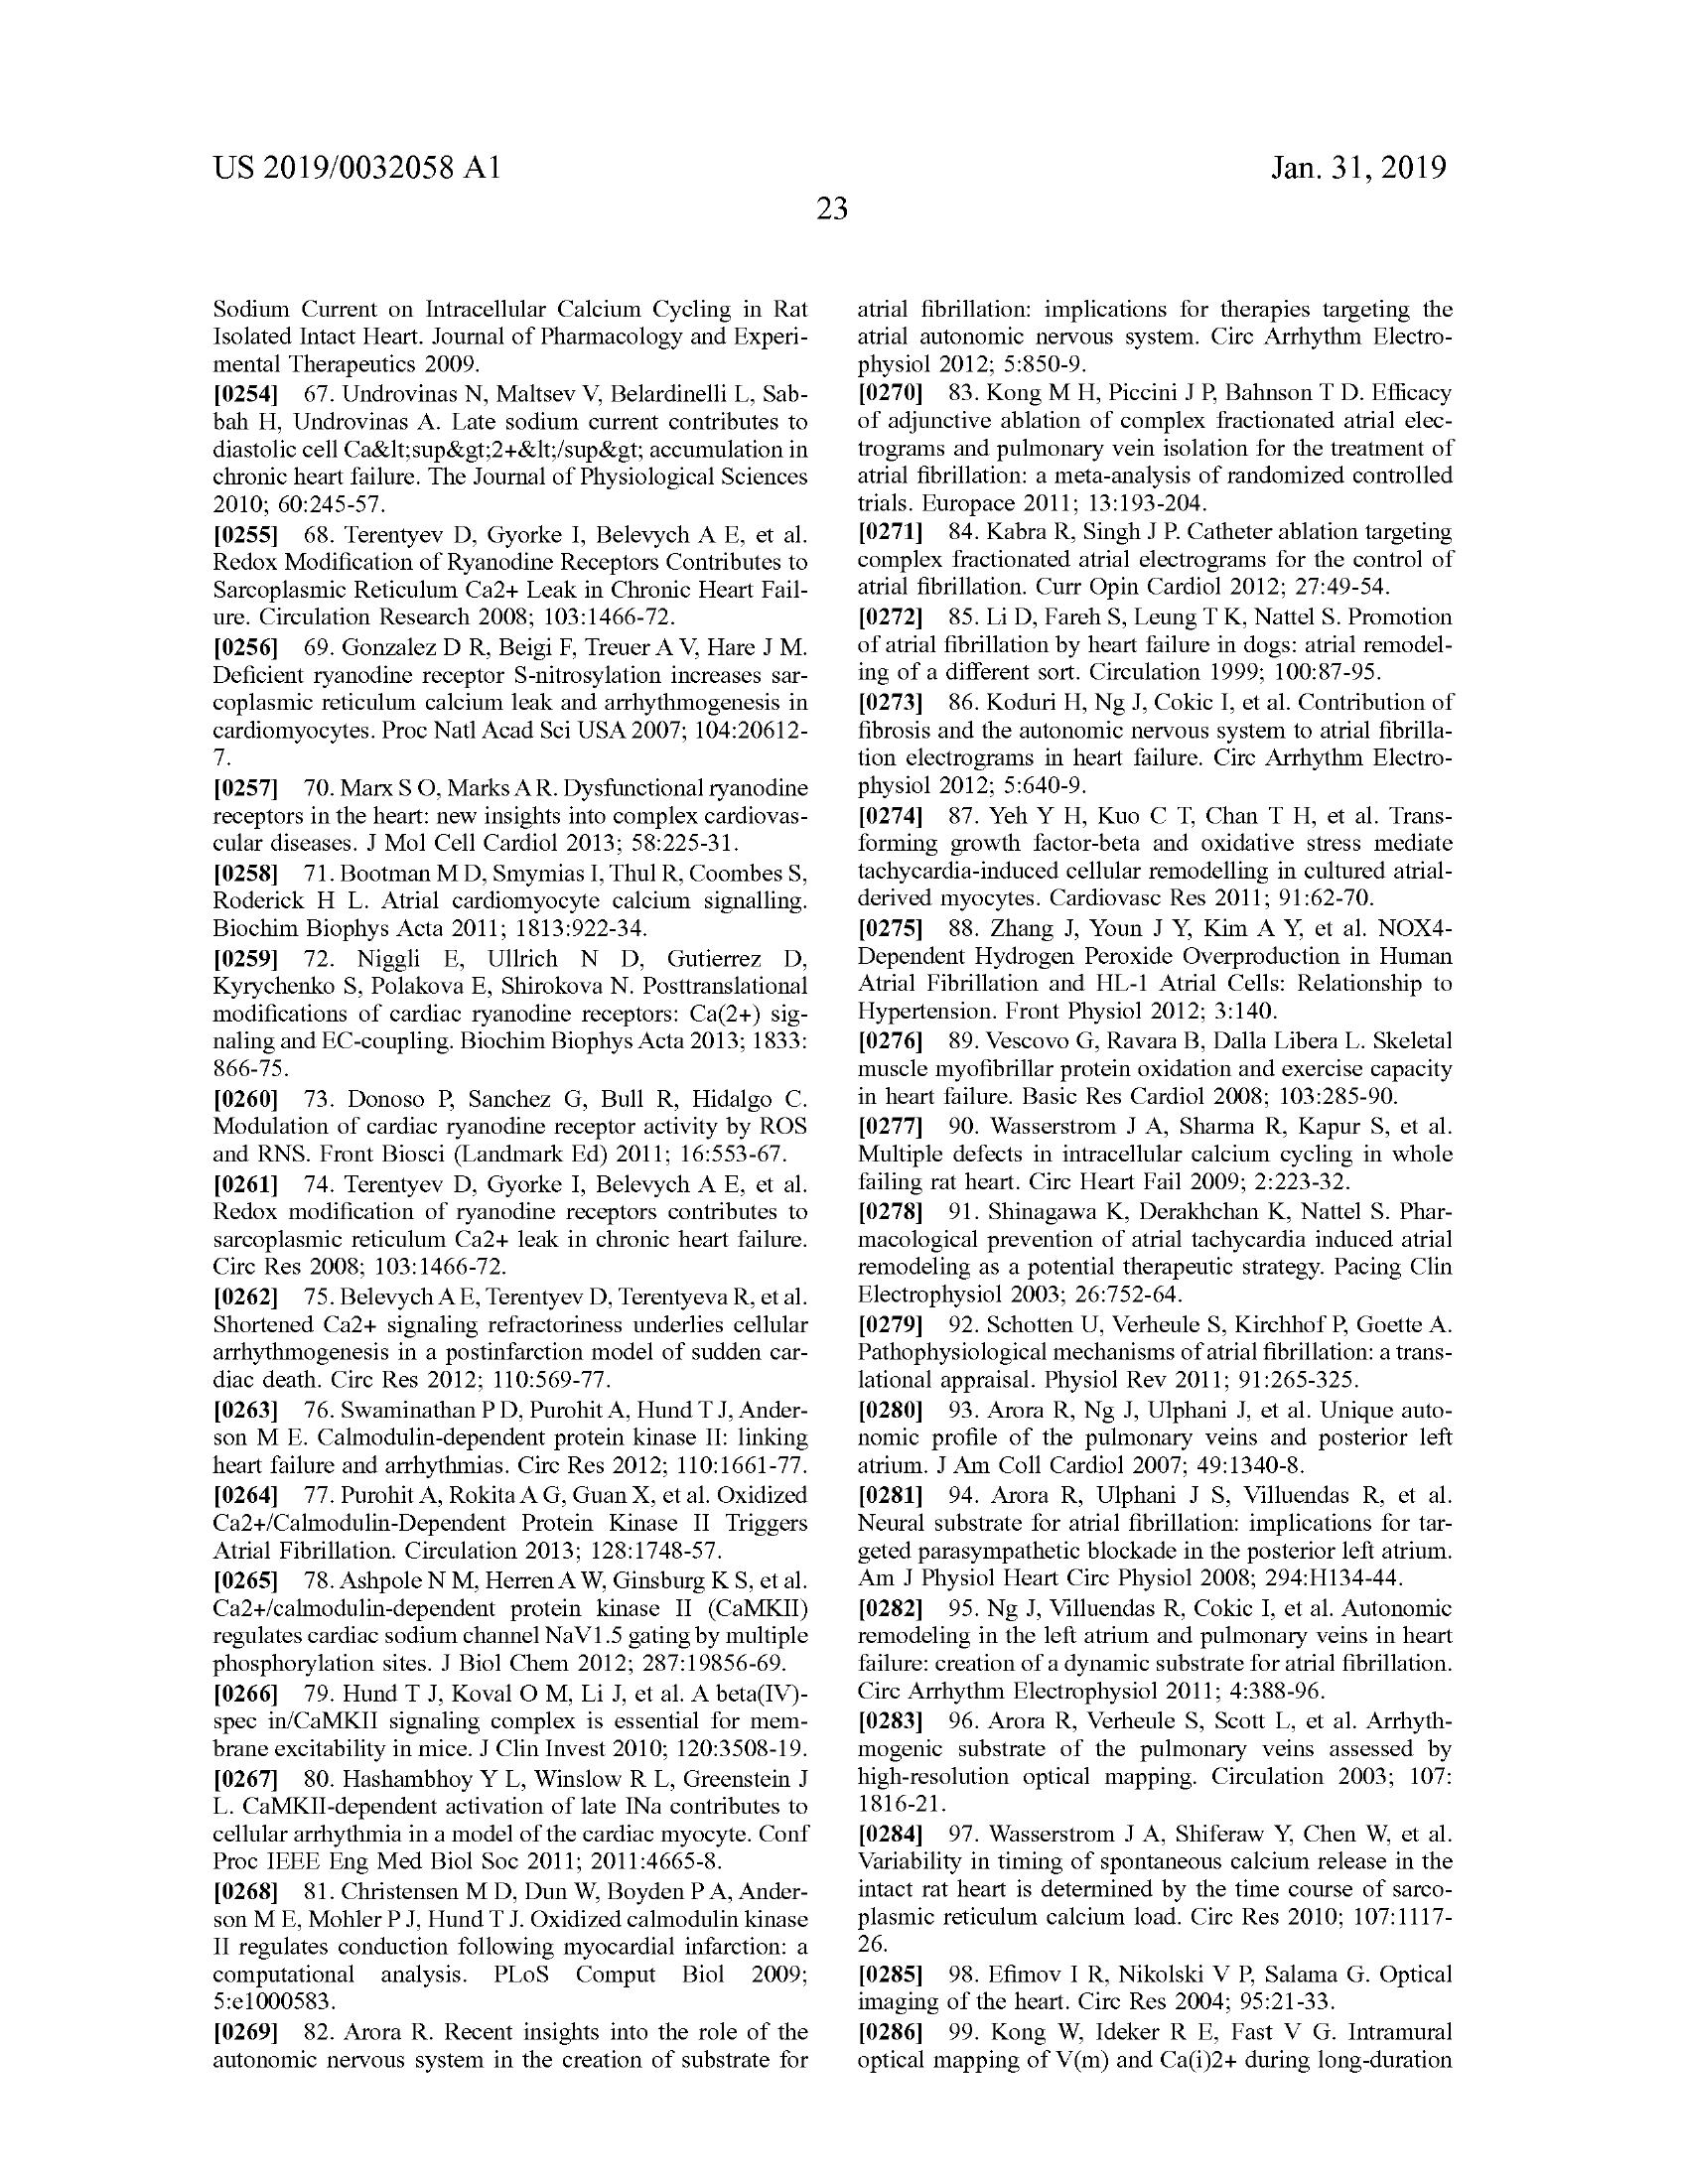 US 2019/0032058 A1
Jan. 31, 2019
23
Sodium Current on Intracellular Calcium Cycling in Rat
Isolated Intact Heart. Journal of Pharmacology and Experi-
mental Therapeutics 2009.
[0254] 67. Undrovinas N, Maltsev V, Belardinelli L, Sab-
bah H, Undrovinas A. Late sodium current contributes to
diastolic cell Ca&lt;sup&gt;2+&lt;/sup&gt; accumulation in
chronic heart failure. The Journal of Physiological Sciences
2010; 60:245-57.
[0255] 68. Terentyev D, Gyorke I, Belevych A E, et al.
Redox Modification of Ryanodine Receptors Contributes to
Sarcoplasmic Reticulum Ca2+ Leak in Chronic Heart Fail-
ure. Circulation Research 2008; 103:1466-72.
[0256] 69. Gonzalez D R, Beigi F, Treuer A V, Hare J M.
Deficient ryanodine receptor S-nitrosylation increases sar-
coplasmic reticulum calcium leak and arrhythmogenesis in
cardiomyocytes. Proc Natl Acad Sci USA 2007; 104:20612-
7.
[0257] 70. Marx S O, Marks A R. Dysfunctional ryanodine
receptors in the heart: new insights into complex cardiovas-
cular diseases. J Mol Cell Cardiol 2013; 58:225-31.
[0258] 71. Bootman M D, Smymias I, Thul R, Coombes S,
Roderick H L. Atrial cardiomyocyte calcium signalling.
Biochim Biophys Acta 2011; 1813:922-34.
[0259] 72. Niggli E, Ullrich N D, Gutierrez D,
Kyrychenko S, Polakova E, Shirokova N. Posttranslational
modifications of cardiac ryanodine receptors: Ca(2+) sig-
naling and EC-coupling. Biochim Biophys Acta 2013; 1833:
866-75.
[0260] 73. Donoso P, Sanchez G, Bull R, Hidalgo C.
Modulation of cardiac ryanodine receptor activity by ROS
and RNS. Front Biosci (Landmark Ed) 2011; 16:553-67.
[0261] 74. Terentyev D, Gyorke I, Belevych A E, et al.
Redox modification of ryanodine receptors contributes to
sarcoplasmic reticulum Ca2+ leak in chronic heart failure.
Circ Res 2008; 103:1466-72.
[0262] 75. Belevych A E, Terentyev D, Terentyeva R, et al.
Shortened Ca2+ signaling refractoriness underlies cellular
arrhythmogenesis in a postinfarction model of sudden car-
diac death. Circ Res 2012; 110:569-77.
[0263] 76. Swaminathan P D, Purohit A, Hund T J, Ander-
son M E. Calmodulin-dependent protein kinase II: linking
heart failure and arrhythmias. Circ Res 2012; 110:1661-77.
[0264] 77. Purohit A, Rokita A G, Guan X, et al. Oxidized
Ca2+/Calmodulin-Dependent Protein Kinase II Triggers
Atrial Fibrillation. Circulation 2013; 128:1748-57.
[0265] 78. Ashpole N M, Herren A W, Ginsburg K S, et al.
Ca2+/calmodulin-dependent protein kinase II (CaMKII)
regulates cardiac sodium channel NaV1.5 gating by multiple
phosphorylation sites. J Biol Chem 2012; 287:19856-69.
[0266] 79. Hund T J, Koval O M, Li J, et al. A beta(IV)-
spec in/CaMKII signaling complex is essential for mem-
brane excitability in mice. J Clin Invest 2010; 120:3508-19.
[0267] 80. Hashambhoy Y L, Winslow R L, Greenstein J
L. CaMKII-dependent activation of late INa contributes to
cellular arrhythmia in a model of the cardiac myocyte. Conf
Proc IEEE Eng Med Biol Soc 2011; 2011:4665-8.
[0268] 81. Christensen M D, Dun W, Boyden P A, Ander-
son M E, Mohler P J, Hund T J. Oxidized calmodulin kinase
II regulates conduction following myocardial infarction: a
computational analysis. PLoS Comput Biol 2009;
5:e1000583.
[0269] 82. Arora R. Recent insights into the role of the
autonomic nervous system in the creation of substrate for
atrial fibrillation: implications for therapies targeting the
atrial autonomic nervous system. Circ Arrhythm Electro-
physiol 2012; 5:850-9.
[0270] 83. Kong M H, Piccini J P, Bahnson T D. Efficacy
of adjunctive ablation of complex fractionated atrial elec-
trograms and pulmonary vein isolation for the treatment of
atrial fibrillation: a meta-analysis of randomized controlled
trials. Europace 2011; 13:193-204.
[0271] 84. Kabra R, Singh J P. Catheter ablation targeting
complex fractionated atrial electrograms for the control of
atrial fibrillation. Curr Opin Cardiol 2012; 27:49-54.
[0272] 85. Li D, Fareh S, Leung T K, Nattel S. Promotion
of atrial fibrillation by heart failure in dogs: atrial remodel-
ing of a different sort. Circulation 1999; 100:87-95.
[0273] 86. Koduri H, Ng J, Cokic I, et al. Contribution of
fibrosis and the autonomic nervous system to atrial fibrilla-
tion electrograms in heart failure. Circ Arrhythm Electro-
physiol 2012; 5:640-9.
[0274] 87. Yeh Y H, Kuo C T, Chan T H, et al. Trans-
forming growth factor-beta and oxidative stress mediate
tachycardia-induced cellular remodelling in cultured atrial-
derived myocytes. Cardiovasc Res 2011; 91:62-70.
[0275] 88. Zhang J, Youn J Y, Kim A Y, et al. NOX4-
Dependent Hydrogen Peroxide Overproduction in Human
Atrial Fibrillation and HL-1 Atrial Cells: Relationship to
Hypertension. Front Physiol 2012; 3:140.
[0276] 89. Vescovo G, Ravara B, Dalla Libera L. Skeletal
muscle myofibrillar protein oxidation and exercise capacity
in heart failure. Basic Res Cardiol 2008; 103:285-90.
[0277] 90. Wasserstrom J A, Sharma R, Kapur S, et al.
Multiple defects in intracellular calcium cycling in whole
failing rat heart. Circ Heart Fail 2009; 2:223-32.
[0278] 91. Shinagawa K, Derakhchan K, Nattel S. Phar-
macological prevention of atrial tachycardia induced atrial
remodeling as a potential therapeutic strategy. Pacing Clin
Electrophysiol 2003; 26:752-64.
[0279] 92. Schotten U, Verheule S, Kirchhof P, Goette A.
Pathophysiological mechanisms of atrial fibrillation: a trans-
lational appraisal. Physiol Rev 2011; 91:265-325.
[0280] 93. Arora R, Ng J, Ulphani J, et al. Unique auto-
nomic profile of the pulmonary veins and posterior left
atrium. J Am Coll Cardiol 2007; 49:1340-8.
[0281] 94. Arora R, Ulphani J S, Villuendas R, et al.
Neural substrate for atrial fibrillation: implications for tar-
geted parasympathetic blockade in the posterior left atrium.
Am J Physiol Heart Circ Physiol 2008; 294:H134-44.
[0282] 95. Ng J, Villuendas R, Cokic I, et al. Autonomic
remodeling in the left atrium and pulmonary veins in heart
failure: creation of a dynamic substrate for atrial fibrillation.
Circ Arrhythm Electrophysiol 2011; 4:388-96.
[0283] 96. Arora R, Verheule S, Scott L, et al. Arrhyth-
mogenic substrate of the pulmonary veins assessed by
high-resolution optical mapping. Circulation 2003; 107:
1816-21.
[0284] 97. Wasserstrom J A, Shiferaw Y, Chen W, et al.
Variability in timing of spontaneous calcium release in the
intact rat heart is determined by the time course of sarco-
plasmic reticulum calcium load. Circ Res 2010; 107:1117-
26.
[0285] 98. Efimov I R, Nikolski V P, Salama G. Optical
imaging of the heart. Circ Res 2004; 95:21-33.
[0286] 99. Kong W, Ideker R E, Fast V G. Intramural
optical mapping of V(m) and Ca(i)2+ during long-duration